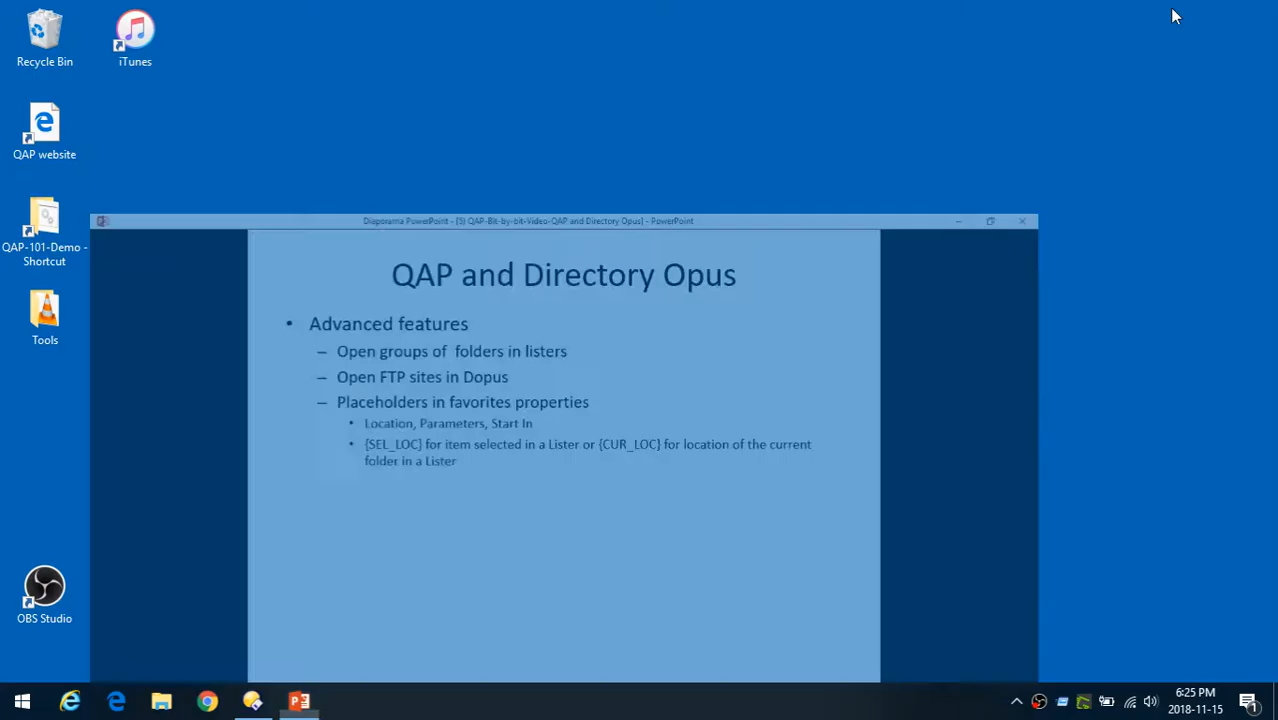 Recycle Bin
iTunes
QAP website
QAP-101-Demo -
Shortcut
Tools
OBS Studio
Diaporama PowerPoint - [S) QAP-Bit-by-bit-Video-QAP and Directory Opus] - PowerPoint
QAP and Directory Opus
• Advanced features
– Open groups of folders in listers
– Open FTP sites in Dopus
– Placeholders in favorites properties
• Location, Parameters, Start In
• {SEL_LOC} for item selected in a Lister or {CUR_LOC} for location of the current
folder in a Lister
6:25 PM
2018-11-15
1